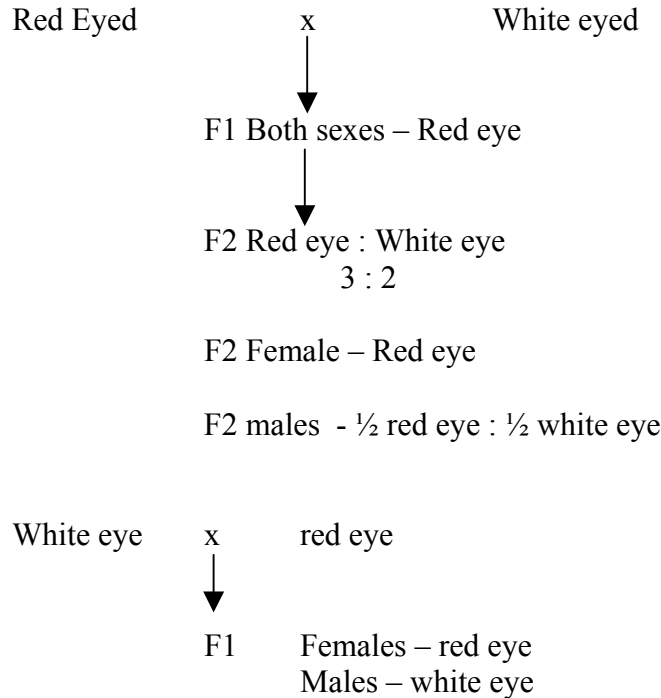 Red Eyed x White eyed
F1 Both sexes – Red eye
F2 Red eye : White eye
3 : 2
F2 Female – Red eye
F2 males - ½ red eye : ½ white eye
White eye x red eye
F1 Females – red eye
Males – white eye